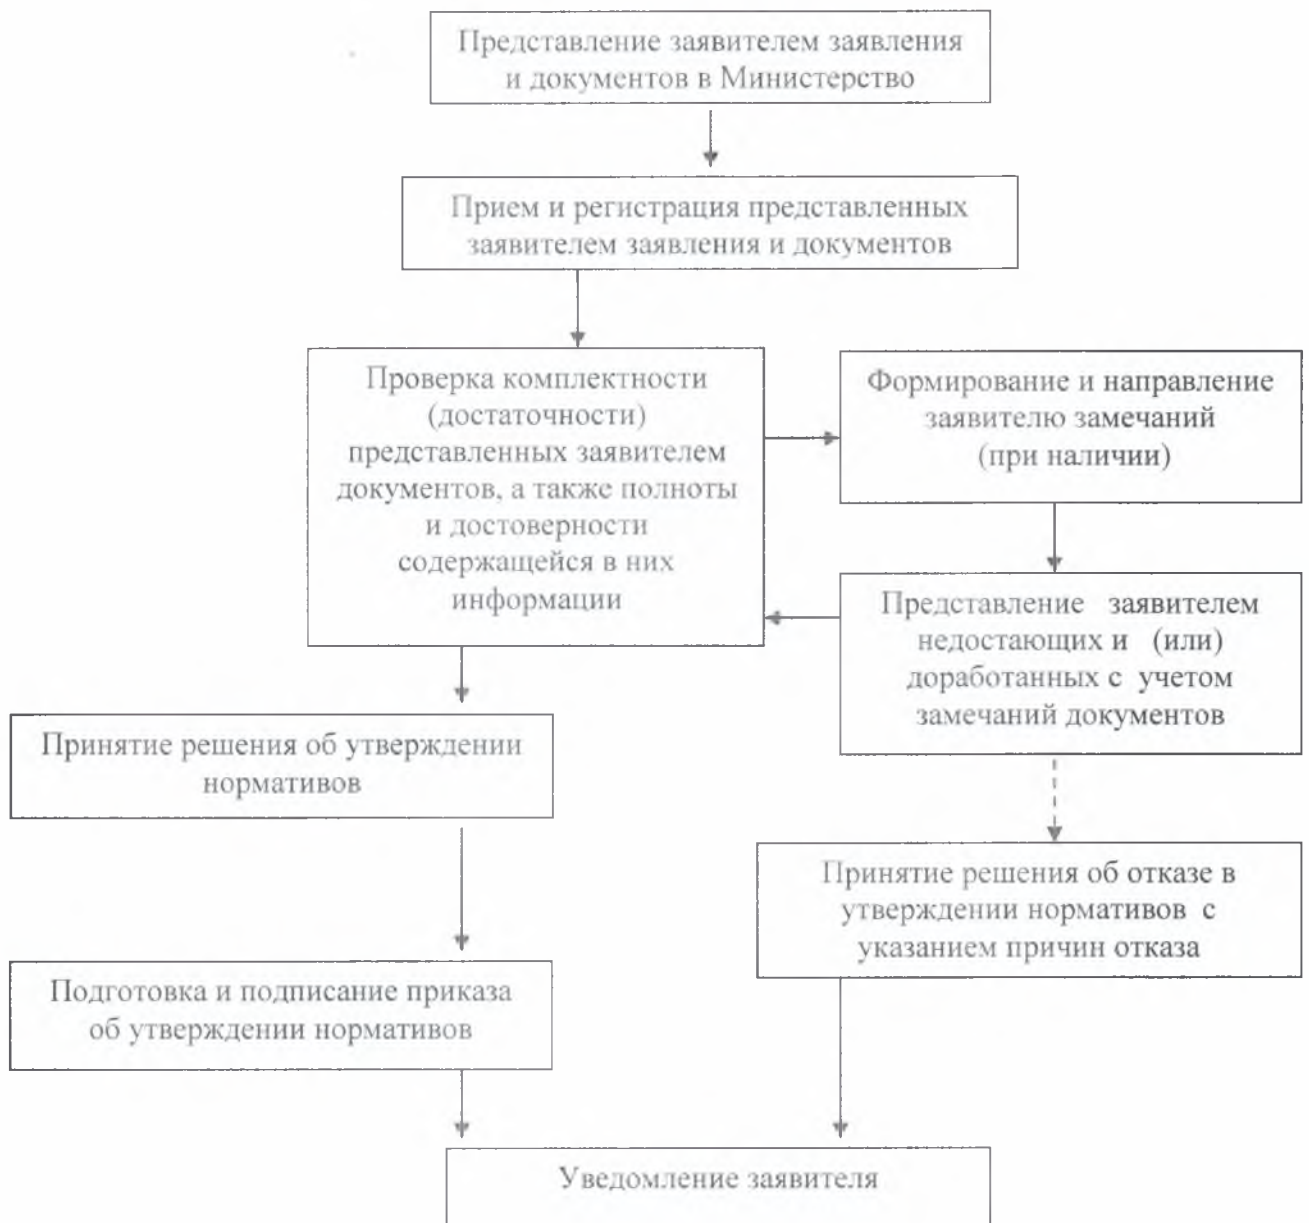 Представление заявителем заявления
и документов в Министерство
Прием и регистрация представленных
заявителем заявления и документов
Проверка комплектности
(достаточности)
представленных заявителем
документов, а также полноты
и достоверности
содержащейся в них
информации
Формирование и направление
заявителю замечаний
(при наличии)
Представление заявителем
недостающих и (или)
доработанных с учетом
замечаний документов
Принятие решения об утверждении
нормативов
Принятие решения об отказе в
утверждении нормативов с
указанием причин отказа
Подготовка и подписание приказа
об утверждении нормативов
Уведомление заявителя